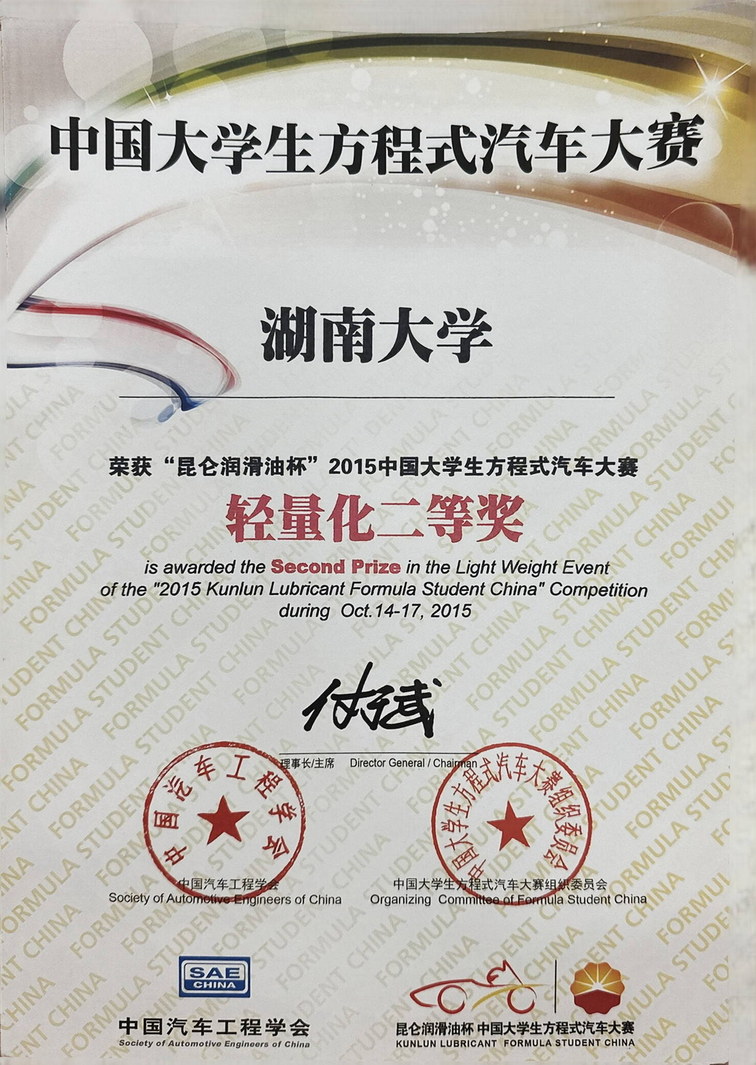 中国大学生方程式汽车大赛
湖南大学
荣获“昆仑润滑油杯”2015中国大学生方程式汽车大赛
轻量化二等奖
is awarded the Second Prize in the Light Weight Event
of the "2015 Kunlun Lubricant Formula Student China" Competition
during Oct.14-17, 2015
付于武
理事长/主席 Director General / Chairman
中国汽车工程学会
中国大学生方程式汽车大赛组织委员会
中国汽车工程学会
Society of Automotive Engineers of China
中国大学生方程式汽车大赛组织委员会
Organizing Committee of Formula Student China
SAE
CHINA
中国汽车工程学会
Society of Automotive Engineers of China
昆仑润滑油杯 中国大学生方程式汽车大赛
KUNLUN LUBRICANT FORMULA STUDENT CHINA
FORMULA STUDENT CHINA